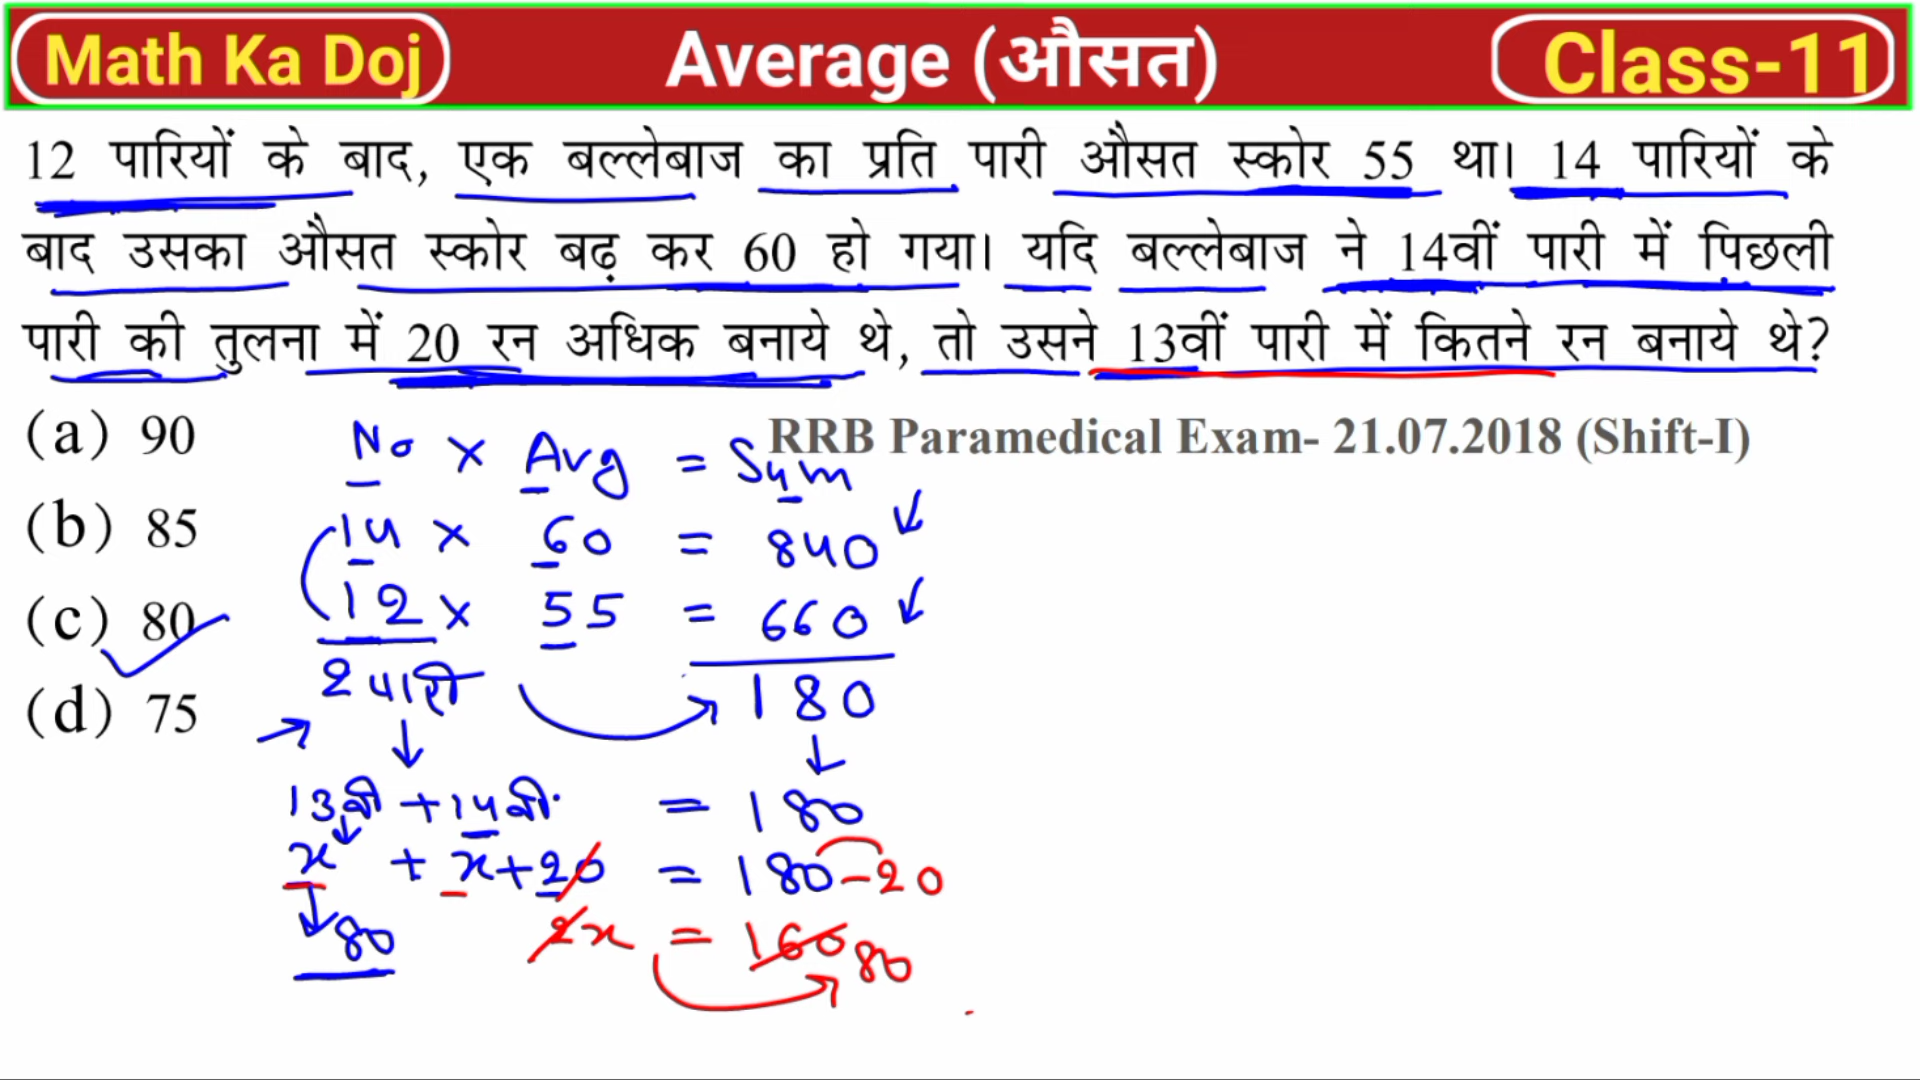 Math Ka Doj
Average (औसत)
Class-11
12 पारियों के बाद, एक बल्लेबाज का प्रति पारी औसत स्कोर 55 था। 14 पारियों के
बाद उसका औसत स्कोर बढ़ कर 60 हो गया। यदि बल्लेबाज ने 14वीं पारी में पिछली
पारी की तुलना में 20 रन अधिक बनाये थे, तो उसने 13वीं पारी में कितने रन बनाये थे?
RRB Paramedical Exam- 21.07.2018 (Shift-I)
(a) 90
(b) 85
(c) 80
(d) 75
No × Avg = Sum
14 × 60 = 840
12 × 55 = 660
2 पारी 180
13वी + 14वी = 180
x + x + 20 = 180 - 20
80 2x = 160 80